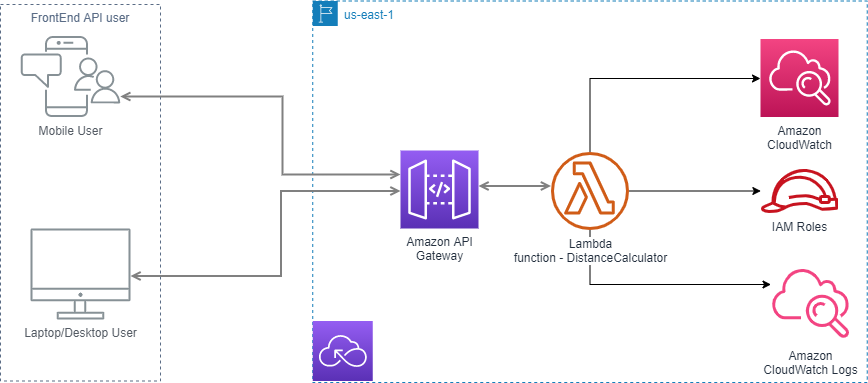 FrontEnd API user
us-east-1
Mobile User
Amazon
CloudWatch
</>
Amazon API
Gateway
Lambda
function - DistanceCalculator
IAM Roles
Laptop/Desktop User
Amazon
CloudWatch Logs